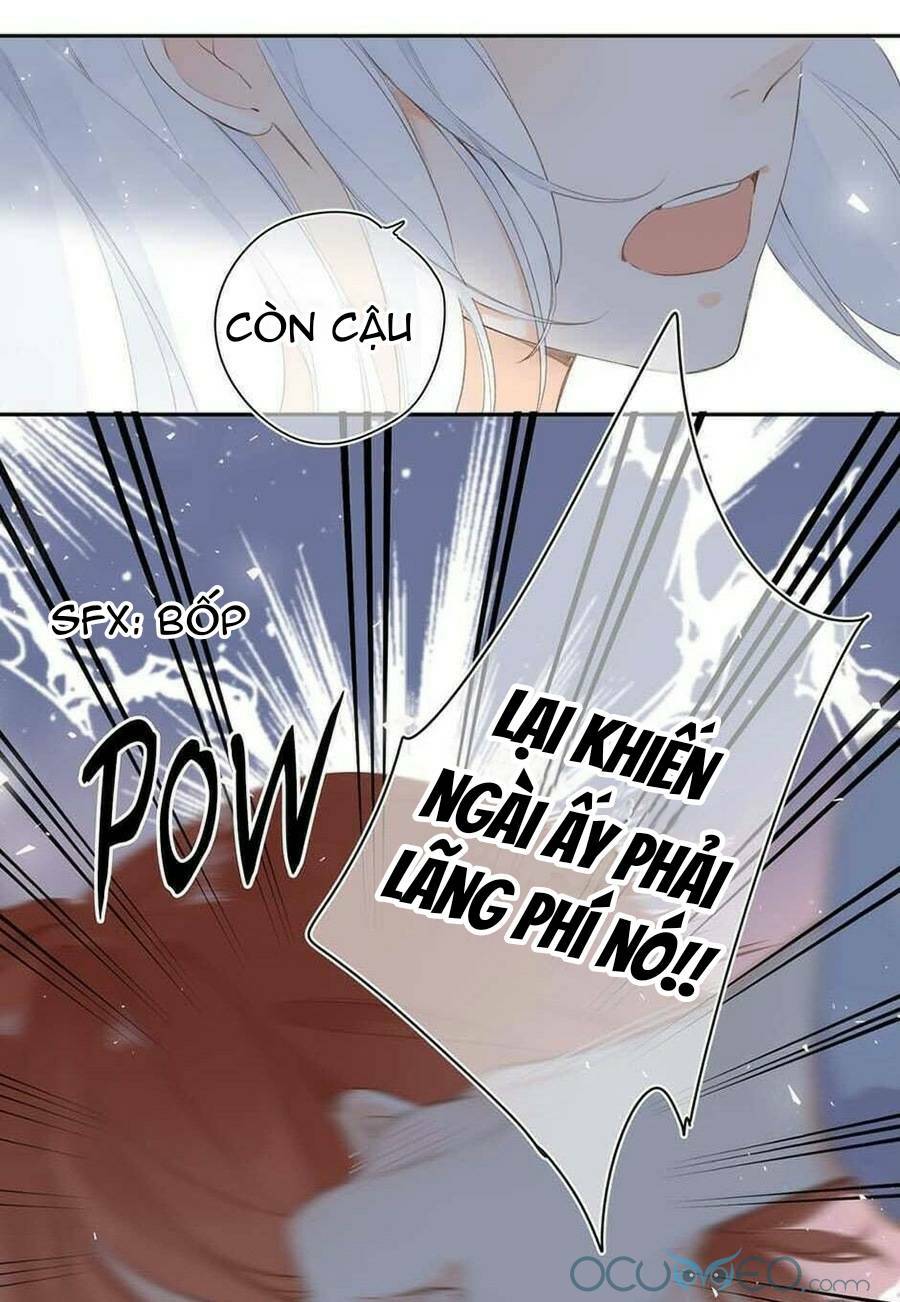 CÒN CẬU
SFX: BỐP
POW
LẠI KHIẾN
NGÀI ẤY PHẢI
LÃNG PHÍ NÓ!!
OCUMEO.com